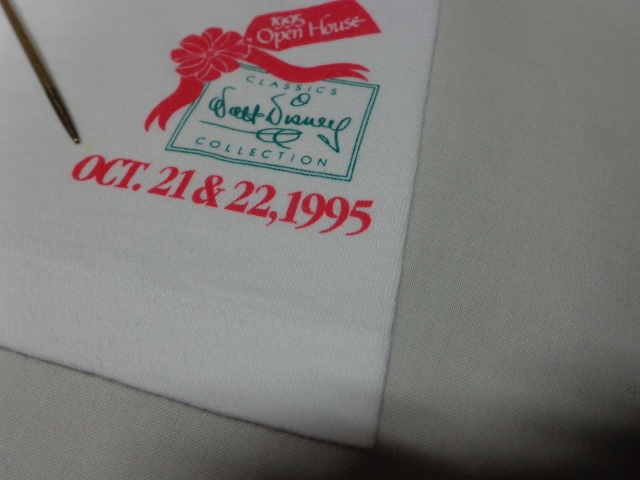 1995
Open House
CLASSICS
Walt Disney
COLLECTION
OCT. 21 & 22, 1995